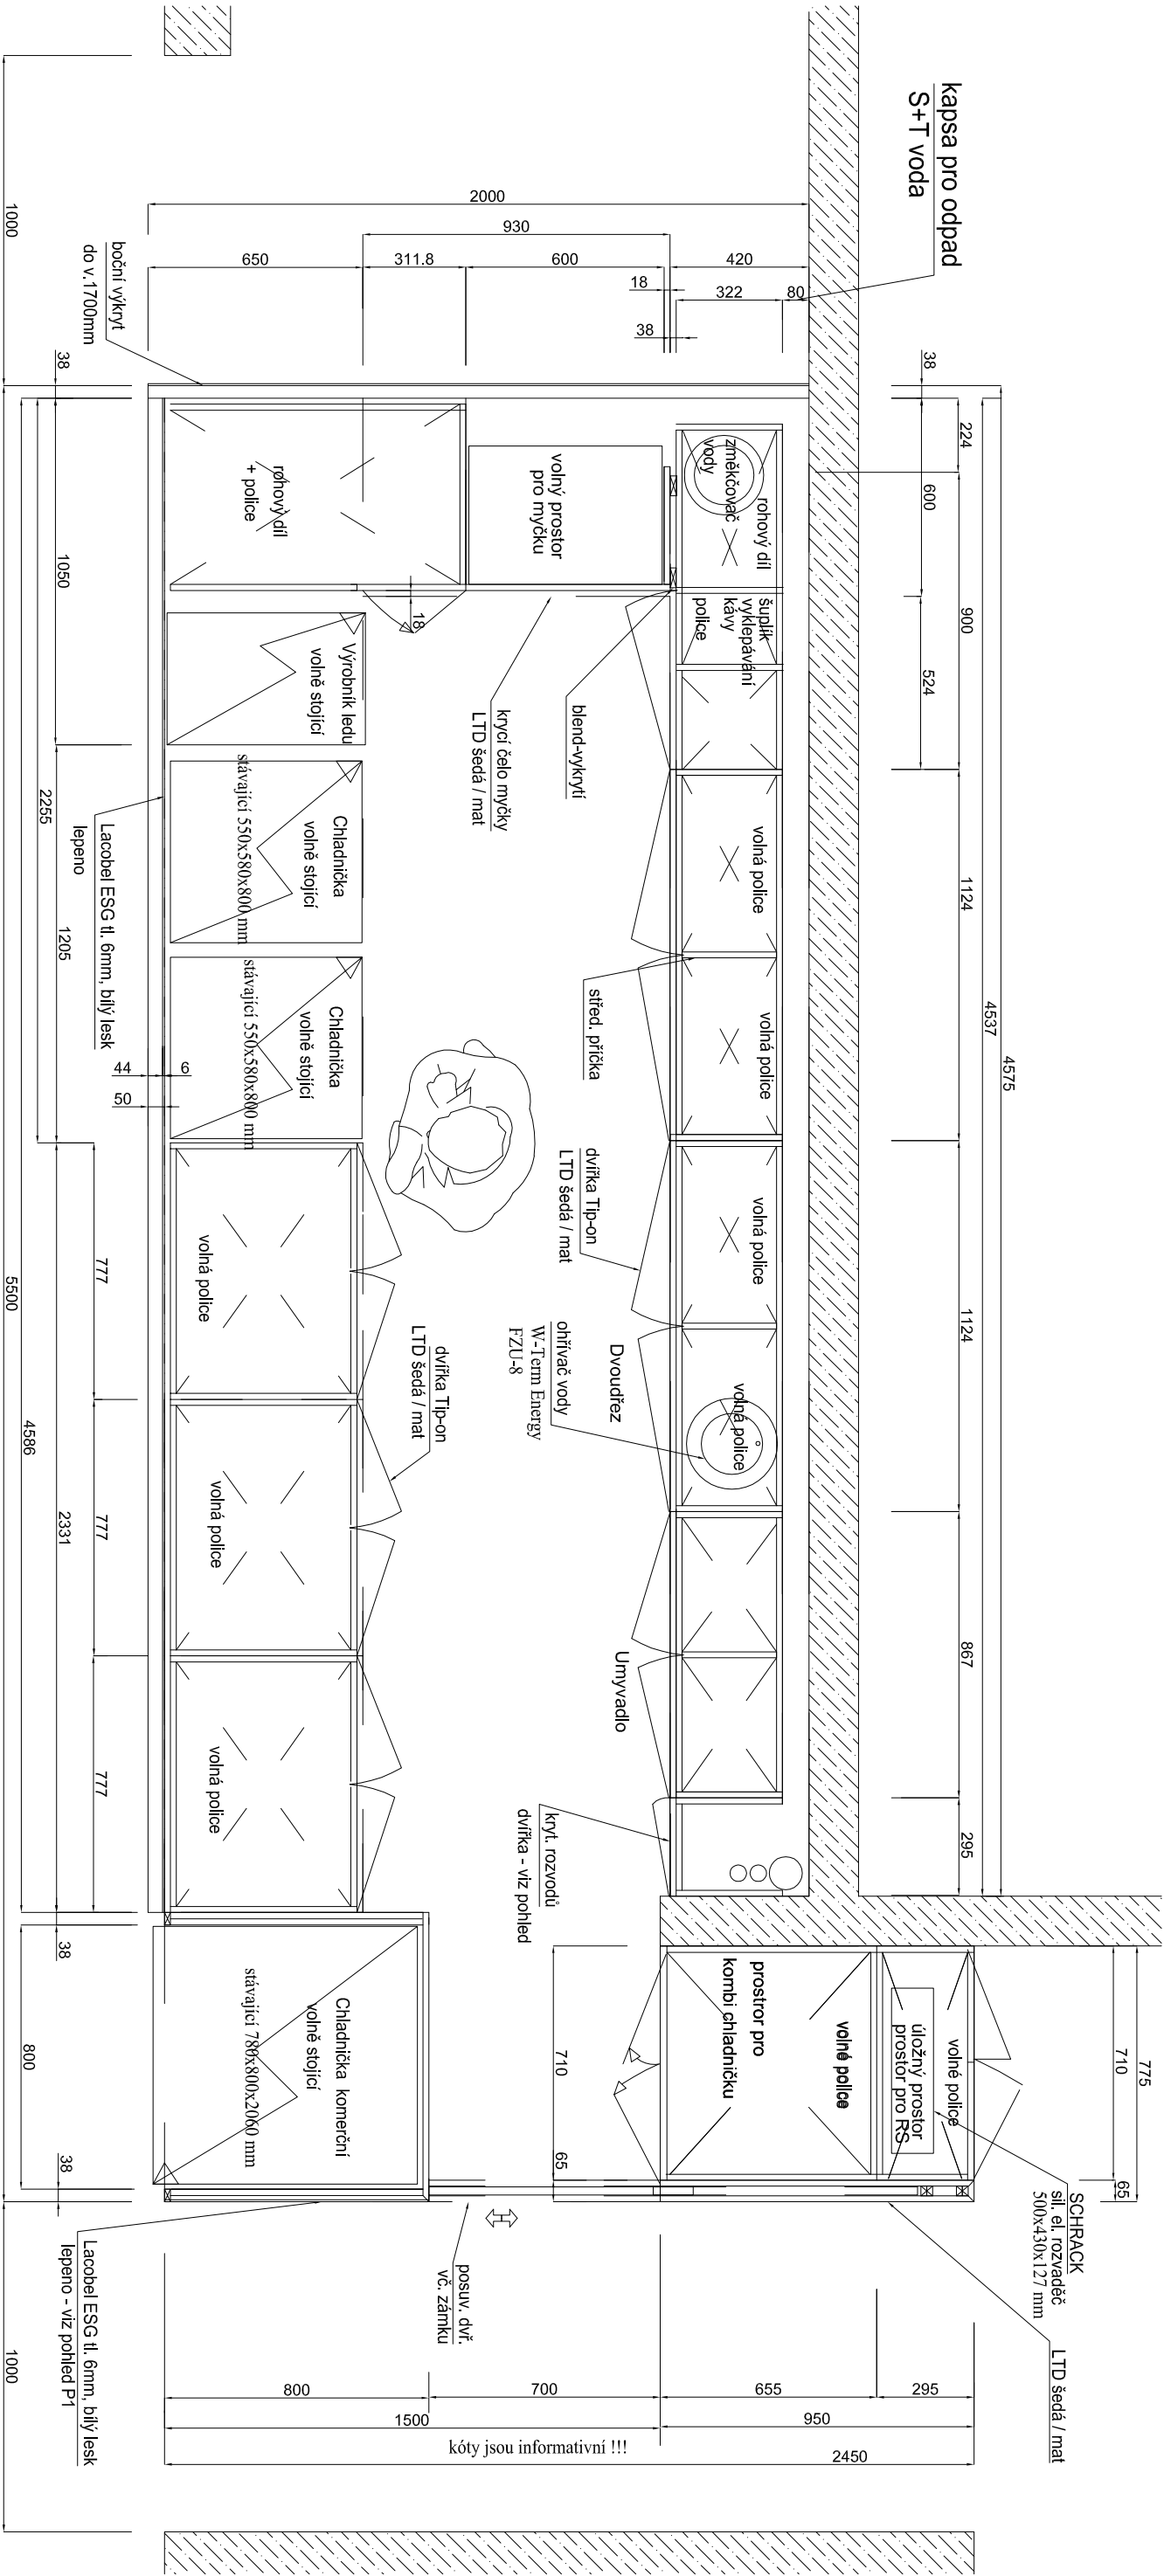 kapsa pro odpad
S+T voda
4575
4537
38
600
524
224
900
1124
1124
867
295
775
710
65
2000
930
650
311.8
600
420
18
322
80
38
změkčovač
vody
rohový díl
šuplík
vyklepávání
kávy
police
volná police
volná police
volná police
volná police
volný prostor
pro myčku
rohový díl
+ police
18
blend-vykrytí
krycí čelo myčky
LTD šedá / mat
střed. příčka
dvířka Tip-on
LTD šedá / mat
Dvoudřez
ohřívač vody
W-Term Energy
FZU-8
Umyvadlo
kryt. rozvodů
dvířka - viz pohled
dvířka Tip-on
LTD šedá / mat
Výrobník ledu
volně stojící
Chladnička
volně stojící
stávající 550x580x800 mm
Chladnička
volně stojící
stávající 550x580x800 mm
volná police
volná police
volná police
Chladnička komerční
volně stojící
stávající 780x800x2060 mm
prostror pro
kombi chladničku
volné police
volné police
úložný prostor
prostor pro RS
SCHRACK
sil. el. rozvaděč
500x430x127 mm
LTD šedá / mat
710
65
posuv. dvř.
vč. zámku
boční výkryt
do v.1700mm
Lacobel ESG tl. 6mm, bílý lesk
lepeno
44
6
50
Lacobel ESG tl. 6mm, bílý lesk
lepeno - viz pohled P1
777
777
777
38
1050
1205
2331
38
38
2255
4586
800
1000
5500
1000
800
700
655
295
1500
950
kóty jsou informativní !!!
2450